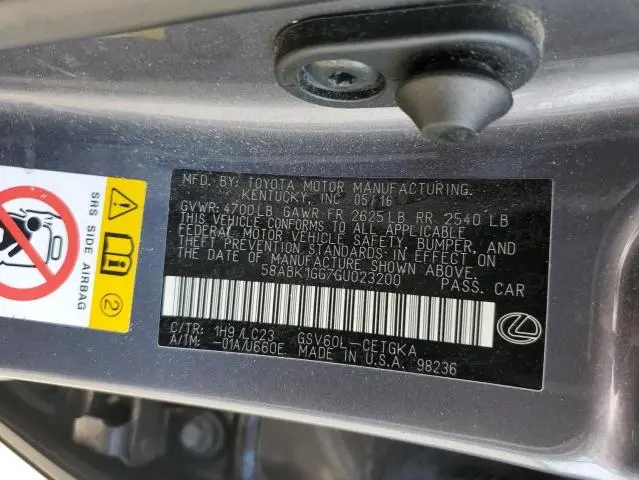 MFD. BY: TOYOTA MOTOR MANUFACTURING.
KENTUCKY, INC 05/16
GVWR: 4700LB GAWR FR 2625LB RR 2540 LB
THIS VEHICLE CONFORMS TO ALL APPLICABLE
FEDERAL MOTOR VEHICLE SAFETY, BUMPER, AND
THEFT PREVENTION STANDARDS IN EFFECT ON
THE DATE OF MANUFACTURE SHOWN ABOVE.
58ABK1GG7GU023200 PASS. CAR
C/TR: 1H9/LC23 GSV60L-CETGKA
A/TM: -01A/U660E MADE IN U.S.A. 98236
SRS SIDE AIRBAG
2